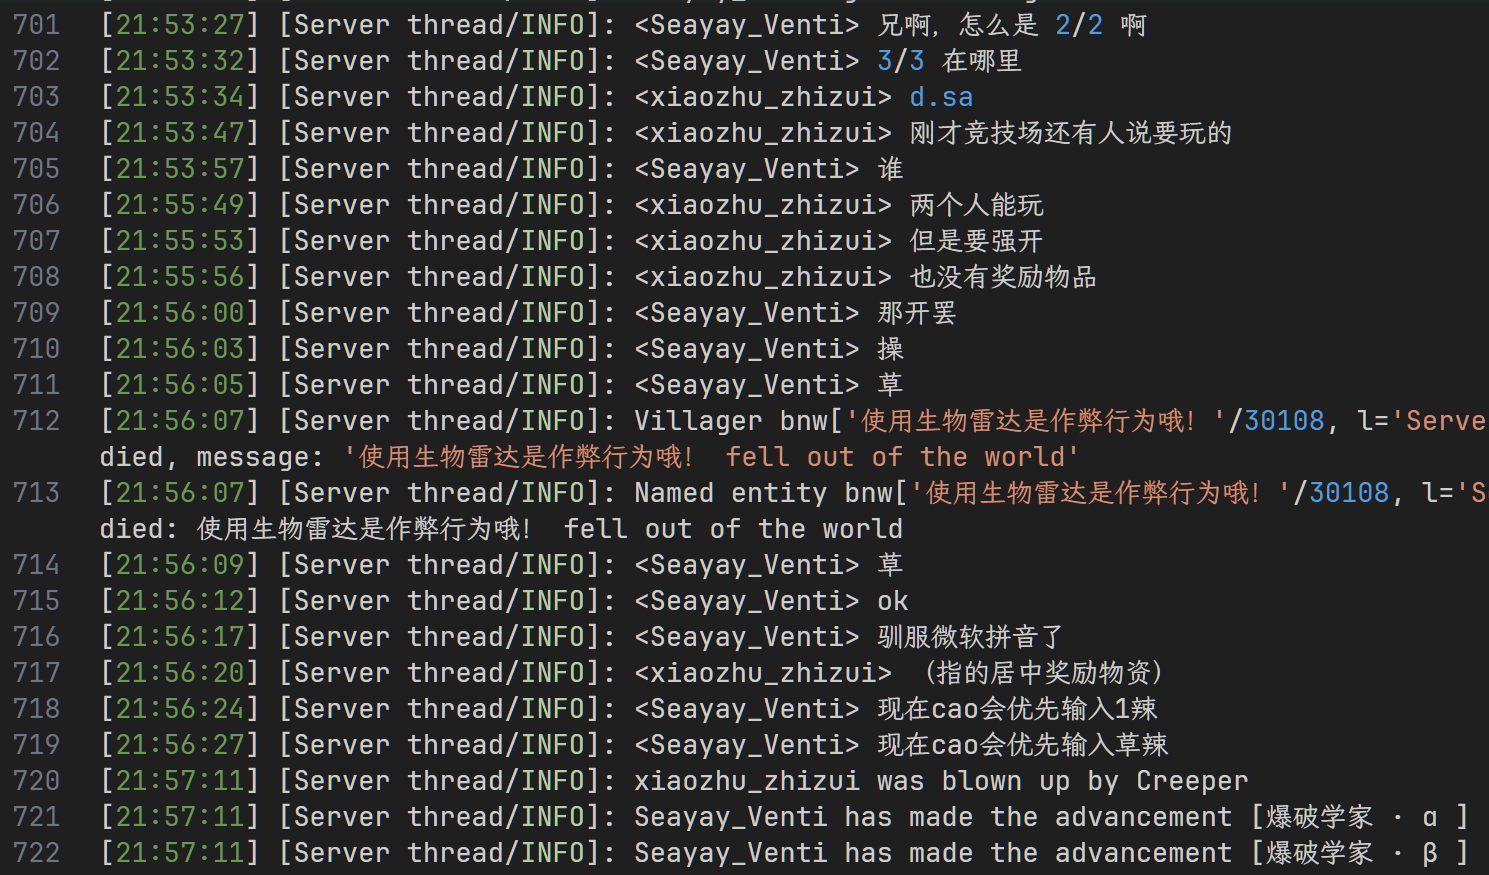 701 [21:53:27] [Server thread/INFO]: <Seayay_Venti> 兄啊，怎么是 2/2 啊
702 [21:53:32] [Server thread/INFO]: <Seayay_Venti> 3/3 在哪里
703 [21:53:34] [Server thread/INFO]: <xiaozhu_zhizui> d.sa
704 [21:53:47] [Server thread/INFO]: <xiaozhu_zhizui> 刚才竞技场还有人说要玩的
705 [21:53:57] [Server thread/INFO]: <Seayay_Venti> 谁
706 [21:55:49] [Server thread/INFO]: <xiaozhu_zhizui> 两个人能玩
707 [21:55:53] [Server thread/INFO]: <xiaozhu_zhizui> 但是要强开
708 [21:55:56] [Server thread/INFO]: <xiaozhu_zhizui> 也没有奖励物品
709 [21:56:00] [Server thread/INFO]: <Seayay_Venti> 那开罢
710 [21:56:03] [Server thread/INFO]: <Seayay_Venti> 操
711 [21:56:05] [Server thread/INFO]: <Seayay_Venti> 草
712 [21:56:07] [Server thread/INFO]: Villager bnw['使用生物雷达是作弊行为哦！'/30108, l='Serve
died, message: '使用生物雷达是作弊行为哦！ fell out of the world'
713 [21:56:07] [Server thread/INFO]: Named entity bnw['使用生物雷达是作弊行为哦！'/30108, l='S
died: 使用生物雷达是作弊行为哦！ fell out of the world
714 [21:56:09] [Server thread/INFO]: <Seayay_Venti> 草
715 [21:56:12] [Server thread/INFO]: <Seayay_Venti> ok
716 [21:56:17] [Server thread/INFO]: <Seayay_Venti> 驯服微软拼音了
717 [21:56:20] [Server thread/INFO]: <xiaozhu_zhizui> （指的居中奖励物资）
718 [21:56:24] [Server thread/INFO]: <Seayay_Venti> 现在cao会优先输入1辣
719 [21:56:27] [Server thread/INFO]: <Seayay_Venti> 现在cao会优先输入草辣
720 [21:57:11] [Server thread/INFO]: xiaozhu_zhizui was blown up by Creeper
721 [21:57:11] [Server thread/INFO]: Seayay_Venti has made the advancement [爆破学家 · α ]
722 [21:57:11] [Server thread/INFO]: Seayay_Venti has made the advancement [爆破学家 · β ]